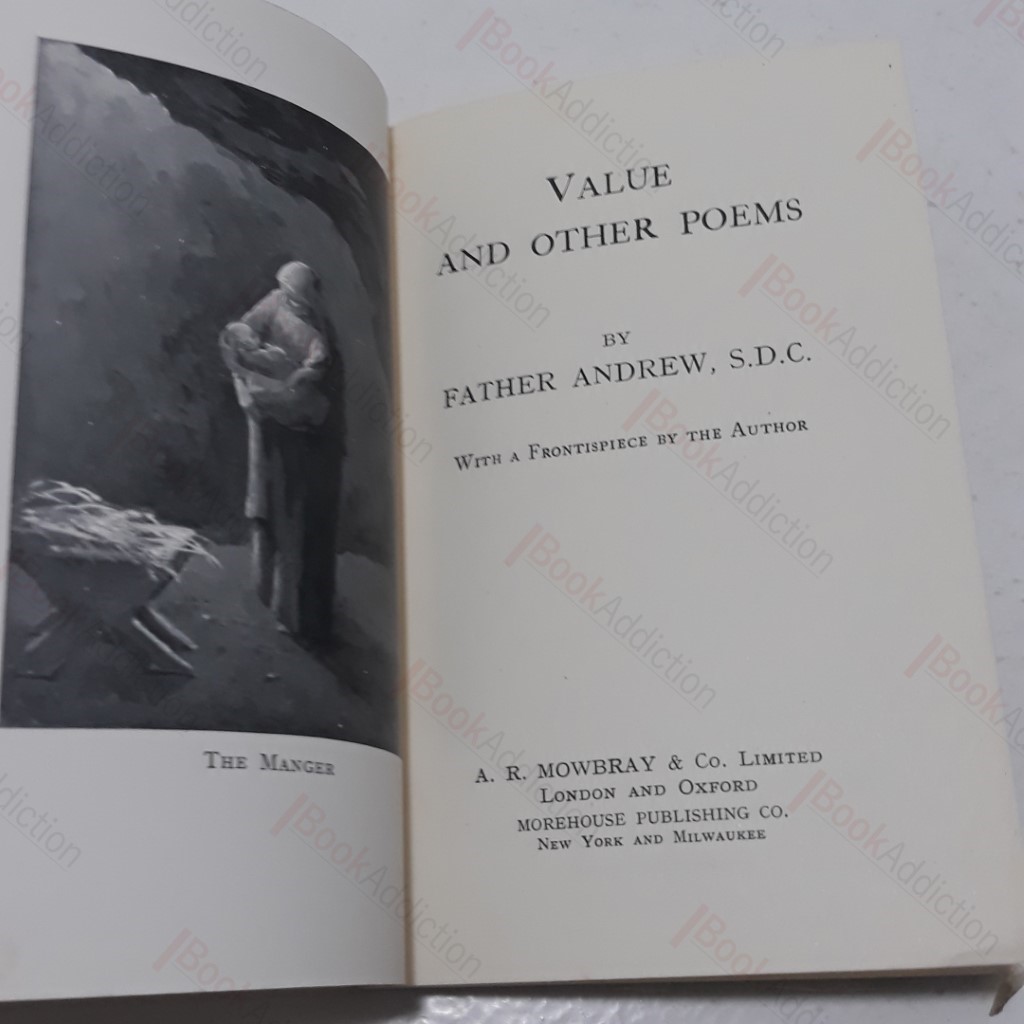 The Manger
Value
and other poems
by
Father Andrew, S.D.C.
With a Frontispiece by the Author
A. R. MOWBRAY & Co. Limited
London and Oxford
MOREHOUSE PUBLISHING CO.
New York and Milwaukee
BookAddiction